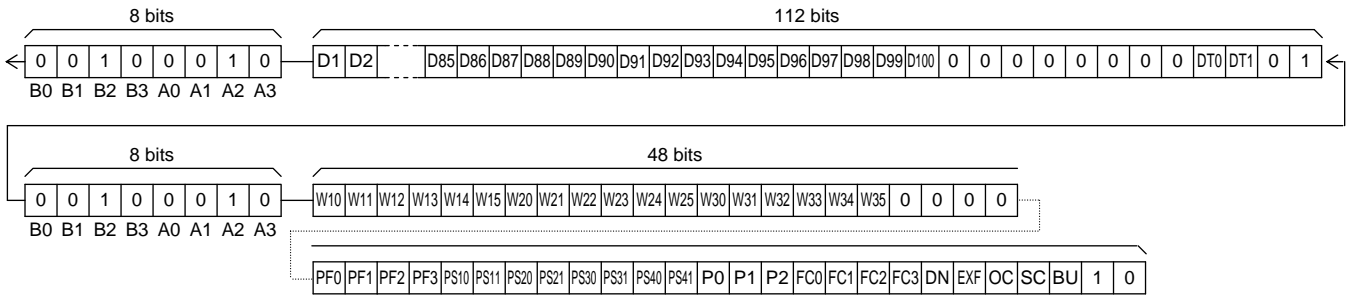 8 bits 112 bits
0 0 1 0 0 0 1 0 D1 D2 D85 D86 D87 D88 D89 D90 D91 D92 D93 D94 D95 D96 D97 D98 D99 D100 0 0 0 0 0 0 0 0 DT0 DT1 0 1
B0 B1 B2 B3 A0 A1 A2 A3
8 bits 48 bits
0 0 1 0 0 0 1 0 W10 W11 W12 W13 W14 W15 W20 W21 W22 W23 W24 W25 W30 W31 W32 W33 W34 W35 0 0 0 0
B0 B1 B2 B3 A0 A1 A2 A3
PF0 PF1 PF2 PF3 PS10 PS11 PS20 PS21 PS30 PS31 PS40 PS41 P0 P1 P2 FC0 FC1 FC2 FC3 DN EXF OC SC BU 1 0